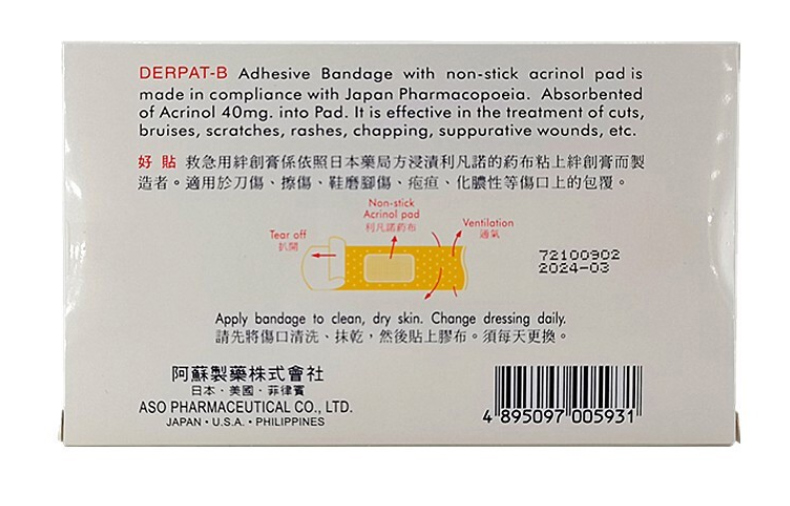 DERPAT-B Adhesive Bandage with non-stick acrinol pad is
made in compliance with Japan Pharmacopoeia. Absorbented
of Acrinol 40mg. into Pad. It is effective in the treatment of cuts,
bruises, scratches, rashes, chapping, suppurative wounds, etc.
好貼 救急用絆創膏係依照日本藥局方浸漬利凡諾的葯布粘上絆創膏而製
造者。適用於刀傷、擦傷、鞋磨腳傷、疱疽、化膿性等傷口上的包覆。
Non-stick
Acrinol pad
利凡諾葯布
Tear off
扒開
Ventilation
通氣
72100902
2024-03
Apply bandage to clean, dry skin. Change dressing daily.
請先將傷口清洗、抹乾，然後貼上膠布。須每天更換。
阿蘇製藥株式會社
日本・美國・菲律賓
ASO PHARMACEUTICAL CO., LTD.
JAPAN・U.S.A.・PHILIPPINES
4 895097 005931